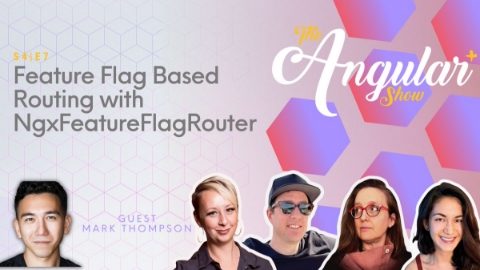 S4|E7
Feature Flag Based
Routing with
NgxFeatureFlagRouter
The
Angular+
Show
GUEST
MARK THOMPSON